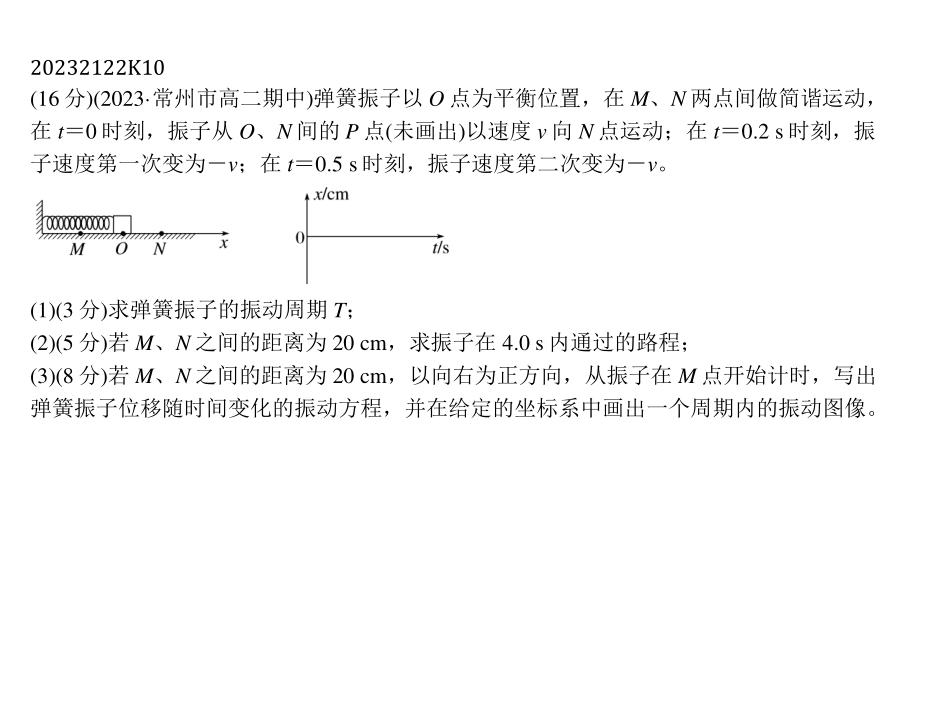 20232122K10
(16 分)(2023·常州市高二期中)弹簧振子以 O 点为平衡位置，在 M、N 两点间做简谐运动，
在 t＝0 时刻，振子从 O、N 间的 P 点(未画出)以速度 v 向 N 点运动；在 t＝0.2 s 时刻，振
子速度第一次变为－v；在 t＝0.5 s 时刻，振子速度第二次变为－v。
x/cm
0
t/s
M O N x
(1)(3 分)求弹簧振子的振动周期 T；
(2)(5 分)若 M、N 之间的距离为 20 cm，求振子在 4.0 s 内通过的路程；
(3)(8 分)若 M、N 之间的距离为 20 cm，以向右为正方向，从振子在 M 点开始计时，写出
弹簧振子位移随时间变化的振动方程，并在给定的坐标系中画出一个周期内的振动图像。